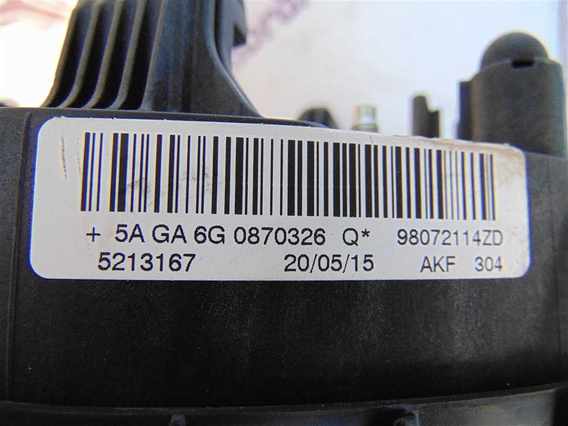 + 5A GA 6G 0870326 Q* 98072114ZD
5213167 20/05/15 AKF 304